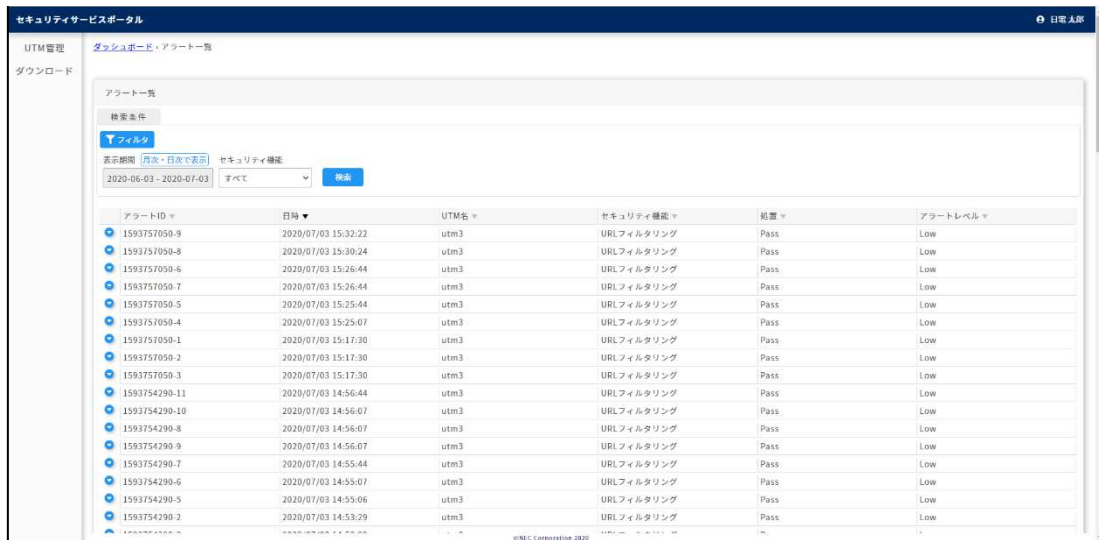 セキュリティサービスポータル 日電 太郎
UTM管理
ダウンロード
ダッシュボード › アラート一覧
アラート一覧
検索条件
フィルタ
表示期間 月次・日次で表示 セキュリティ機能
2020-06-03 - 2020-07-03 すべて 検索
アラートID 日時 UTM名 セキュリティ機能 処置 アラートレベル
1593757050-9 2020/07/03 15:32:22 utm3 URLフィルタリング Pass Low
1593757050-8 2020/07/03 15:30:24 utm3 URLフィルタリング Pass Low
1593757050-6 2020/07/03 15:26:44 utm3 URLフィルタリング Pass Low
1593757050-7 2020/07/03 15:26:44 utm3 URLフィルタリング Pass Low
1593757050-5 2020/07/03 15:25:44 utm3 URLフィルタリング Pass Low
1593757050-4 2020/07/03 15:25:07 utm3 URLフィルタリング Pass Low
1593757050-1 2020/07/03 15:17:30 utm3 URLフィルタリング Pass Low
1593757050-2 2020/07/03 15:17:30 utm3 URLフィルタリング Pass Low
1593757050-3 2020/07/03 15:17:30 utm3 URLフィルタリング Pass Low
1593754290-11 2020/07/03 14:56:44 utm3 URLフィルタリング Pass Low
1593754290-10 2020/07/03 14:56:07 utm3 URLフィルタリング Pass Low
1593754290-8 2020/07/03 14:56:07 utm3 URLフィルタリング Pass Low
1593754290-9 2020/07/03 14:56:07 utm3 URLフィルタリング Pass Low
1593754290-7 2020/07/03 14:55:44 utm3 URLフィルタリング Pass Low
1593754290-6 2020/07/03 14:55:07 utm3 URLフィルタリング Pass Low
1593754290-5 2020/07/03 14:55:06 utm3 URLフィルタリング Pass Low
1593754290-2 2020/07/03 14:53:29 utm3 URLフィルタリング Pass Low
©NEC Corporation 2020